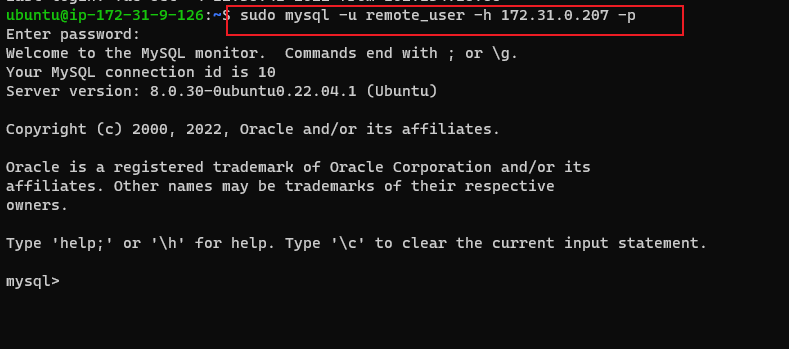 ubuntu@ip-172-31-9-126:~$ sudo mysql -u remote_user -h 172.31.0.207 -p
Enter password:
Welcome to the MySQL monitor.  Commands end with ; or \g.
Your MySQL connection id is 10
Server version: 8.0.30-0ubuntu0.22.04.1 (Ubuntu)
Copyright (c) 2000, 2022, Oracle and/or its affiliates.
Oracle is a registered trademark of Oracle Corporation and/or its
affiliates. Other names may be trademarks of their respective
owners.
Type 'help;' or '\h' for help. Type '\c' to clear the current input statement.
mysql>